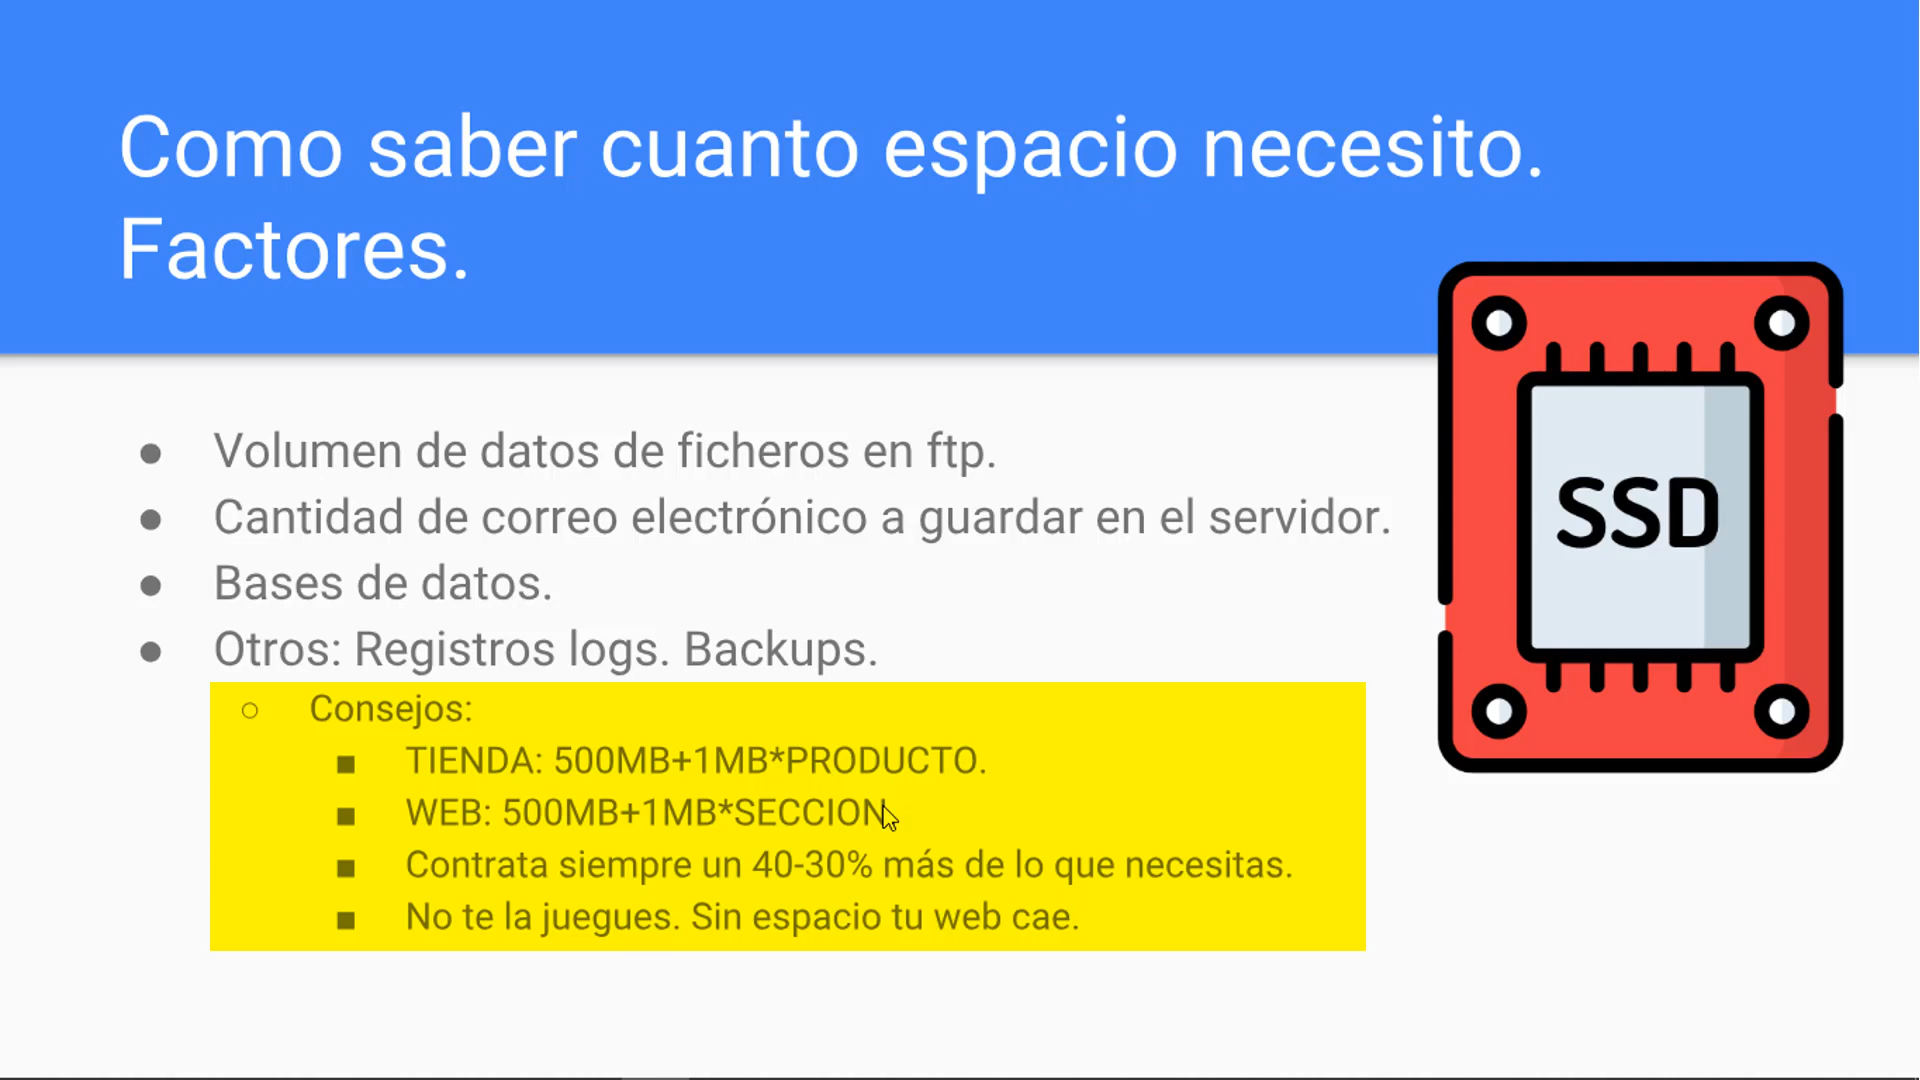 Como saber cuanto espacio necesito.
Factores.
● Volumen de datos de ficheros en ftp.
● Cantidad de correo electrónico a guardar en el servidor.
● Bases de datos.
● Otros: Registros logs. Backups.
○ Consejos:
■ TIENDA: 500MB+1MB*PRODUCTO.
■ WEB: 500MB+1MB*SECCION
■ Contrata siempre un 40-30% más de lo que necesitas.
■ No te la juegues. Sin espacio tu web cae.
SSD